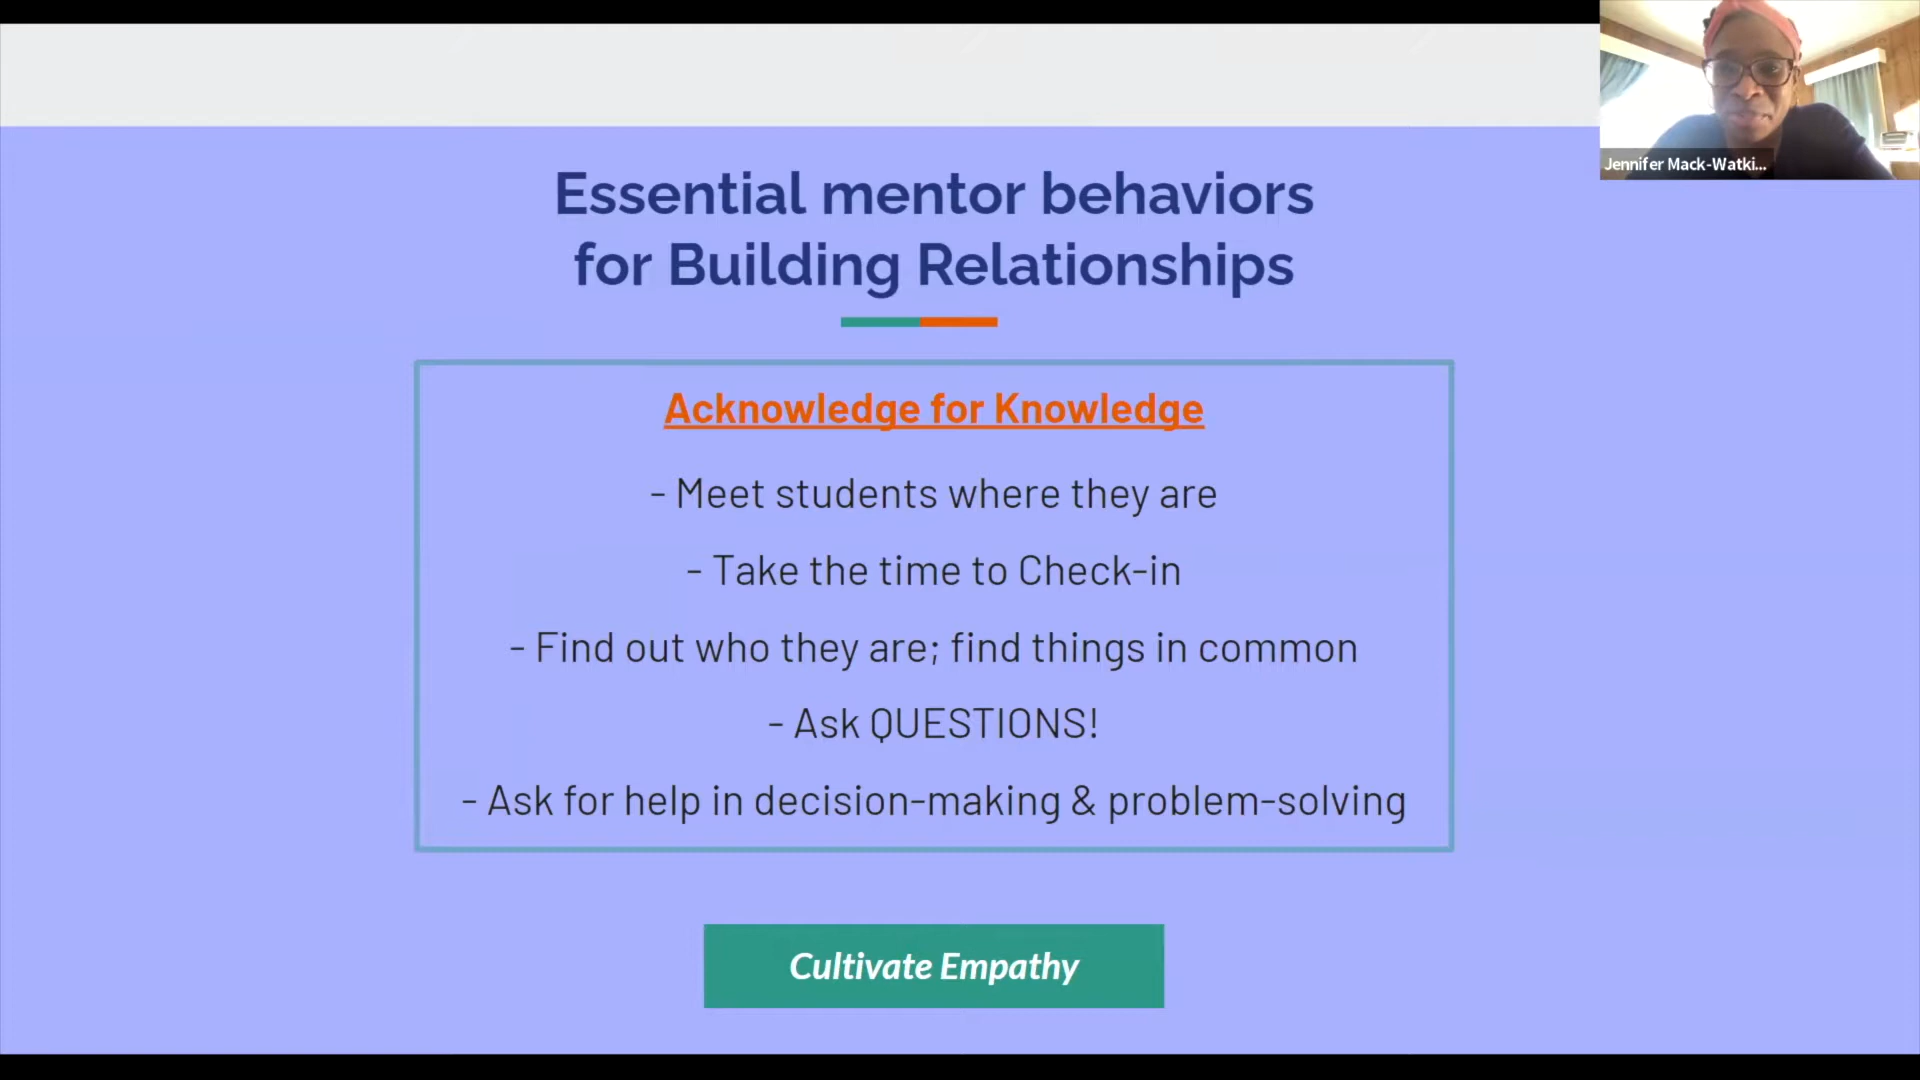 Jennifer Mack-Watki...
Essential mentor behaviors
for Building Relationships
Acknowledge for Knowledge
- Meet students where they are
- Take the time to Check-in
- Find out who they are; find things in common
- Ask QUESTIONS!
- Ask for help in decision-making & problem-solving
Cultivate Empathy